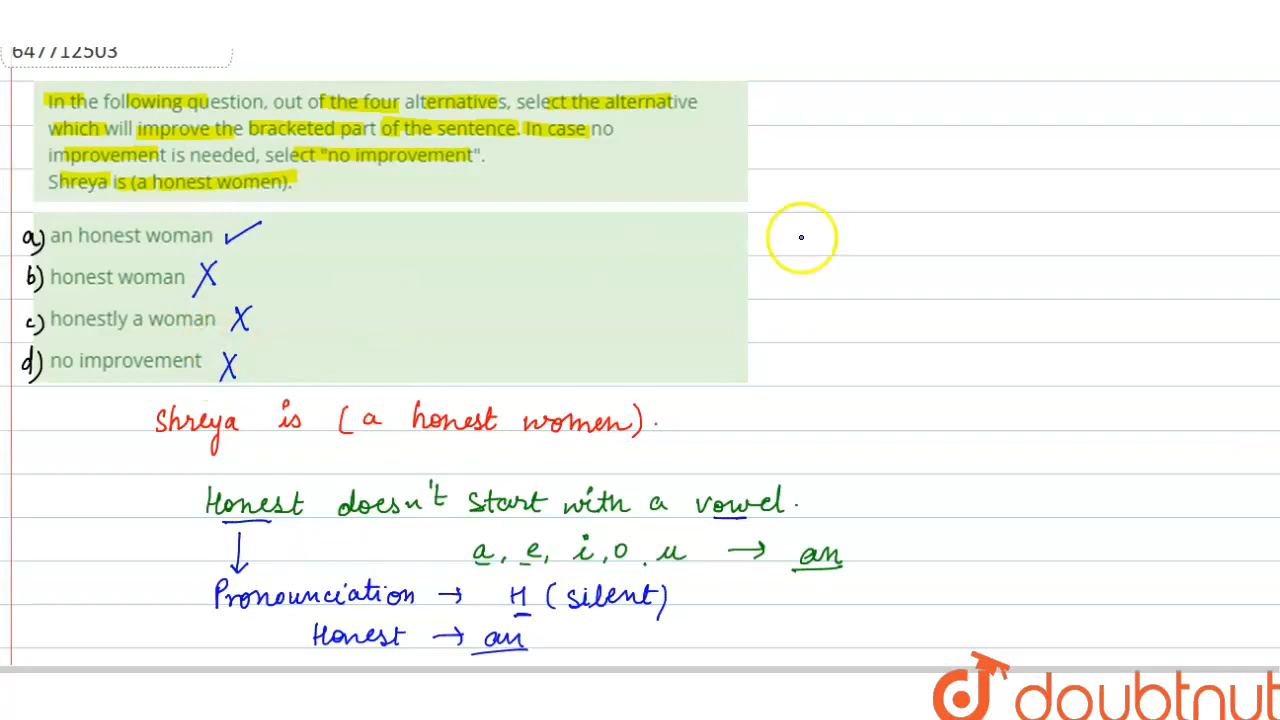 647712503
In the following question, out of the four alternatives, select the alternative
which will improve the bracketed part of the sentence. In case no
improvement is needed, select "no improvement".
Shreya is (a honest women).
a) an honest woman
b) honest woman X
c) honestly a woman X
d) no improvement X
Shreya is (a honest women).
Honest doesn't start with a vowel.
a, e, i, o, u → an
Pronounciation → H (silent)
Honest → an
doubtnut